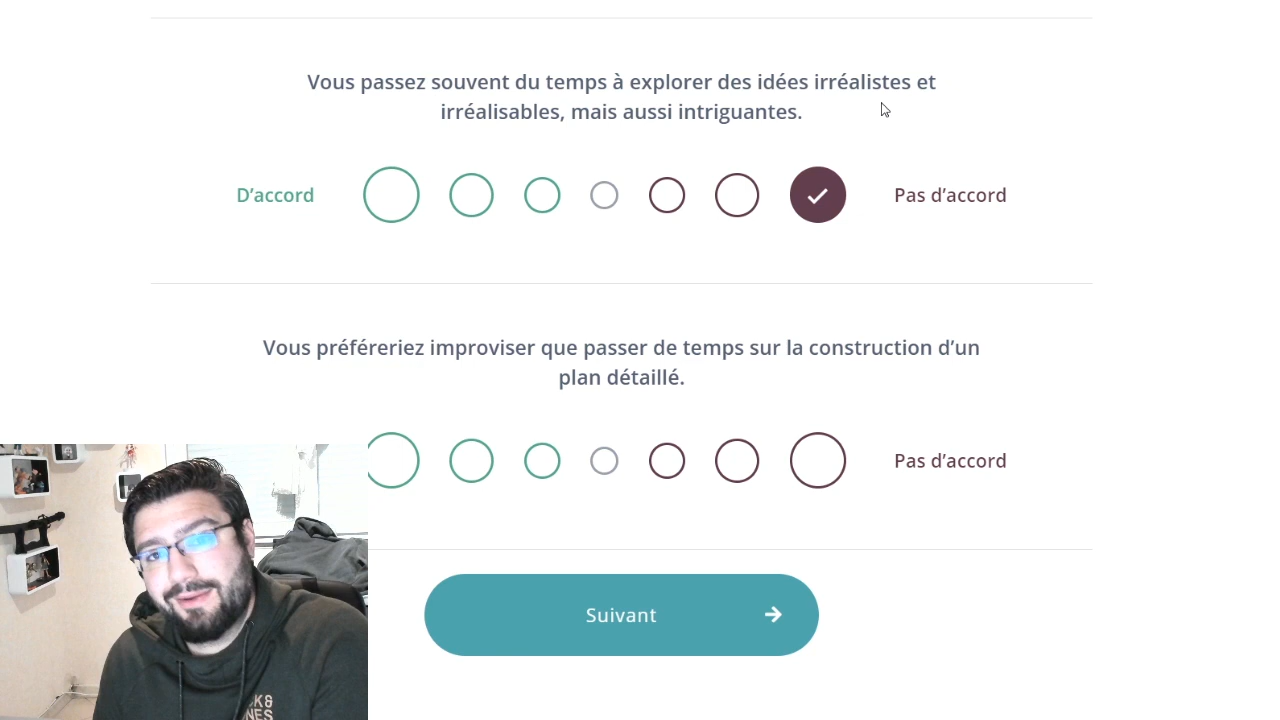 Vous passez souvent du temps à explorer des idées irréalistes et
irréalisables, mais aussi intriguantes.
D’accord
Pas d’accord
Vous préféreriez improviser que passer de temps sur la construction d’un
plan détaillé.
Pas d’accord
Suivant